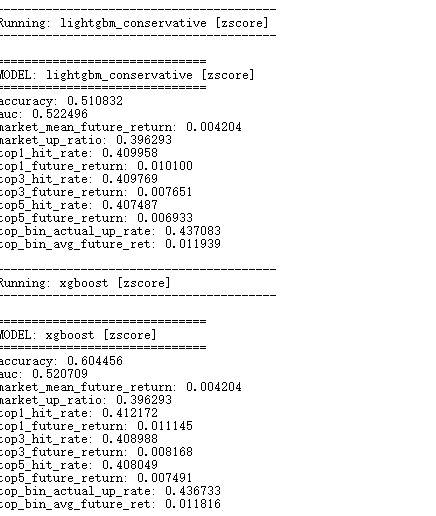 ----------------------------------------
Running: lightgbm_conservative [zscore]
----------------------------------------
==============================
MODEL: lightgbm_conservative [zscore]
==============================
accuracy: 0.510832
auc: 0.522496
market_mean_future_return: 0.004204
market_up_ratio: 0.396293
top1_hit_rate: 0.409958
top1_future_return: 0.010100
top3_hit_rate: 0.409769
top3_future_return: 0.007651
top5_hit_rate: 0.407487
top5_future_return: 0.006933
top_bin_actual_up_rate: 0.437083
top_bin_avg_future_ret: 0.011939
----------------------------------------
Running: xgboost [zscore]
----------------------------------------
==============================
MODEL: xgboost [zscore]
==============================
accuracy: 0.604456
auc: 0.520709
market_mean_future_return: 0.004204
market_up_ratio: 0.396293
top1_hit_rate: 0.412172
top1_future_return: 0.011145
top3_hit_rate: 0.408988
top3_future_return: 0.008168
top5_hit_rate: 0.408049
top5_future_return: 0.007491
top_bin_actual_up_rate: 0.436733
top_bin_avg_future_ret: 0.011816